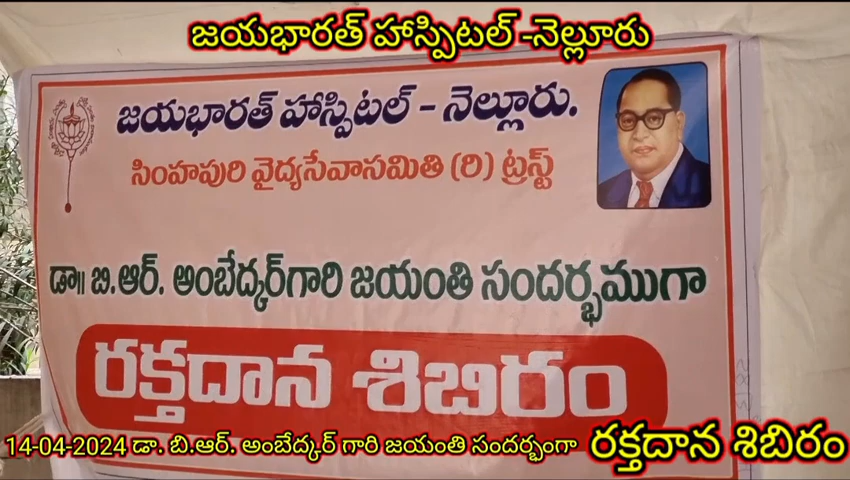 జయభారత్ హాస్పిటల్ -నెల్లూరు
జయభారత్ హాస్పిటల్ - నెల్లూరు.
సింహపురి వైద్యసేవాసమితి (రి) ట్రస్ట్
డా|| బి.ఆర్. అంబేద్కర్‌గారి జయంతి సందర్భముగా
రక్తదాన శిబిరం
14-04-2024 డా. బి.ఆర్. అంబేద్కర్ గారి జయంతి సందర్భంగా రక్తదాన శిబిరం